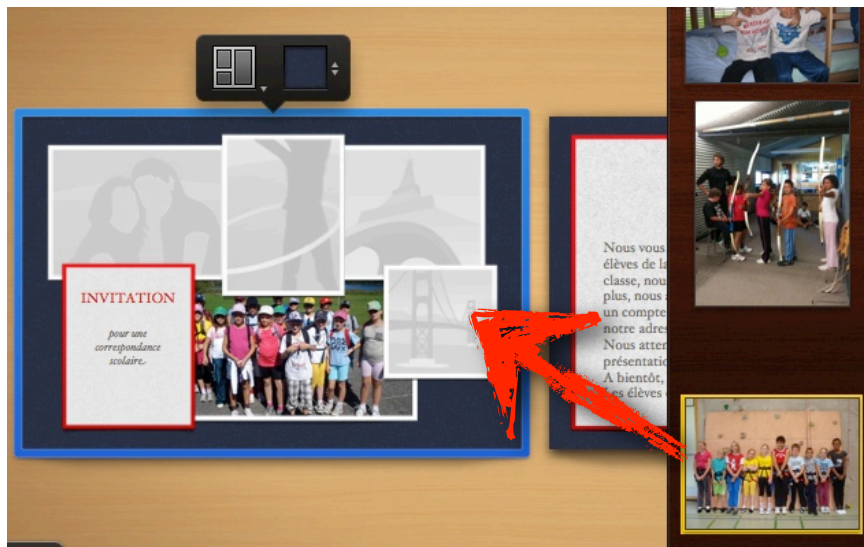 INVITATION
pour une
correspondance
scolaire.
Nous vous
élèves de la
classe, nous
plus, nous
un compte
notre adres
Nous atten
présentatio
A bientôt,
Les élèves